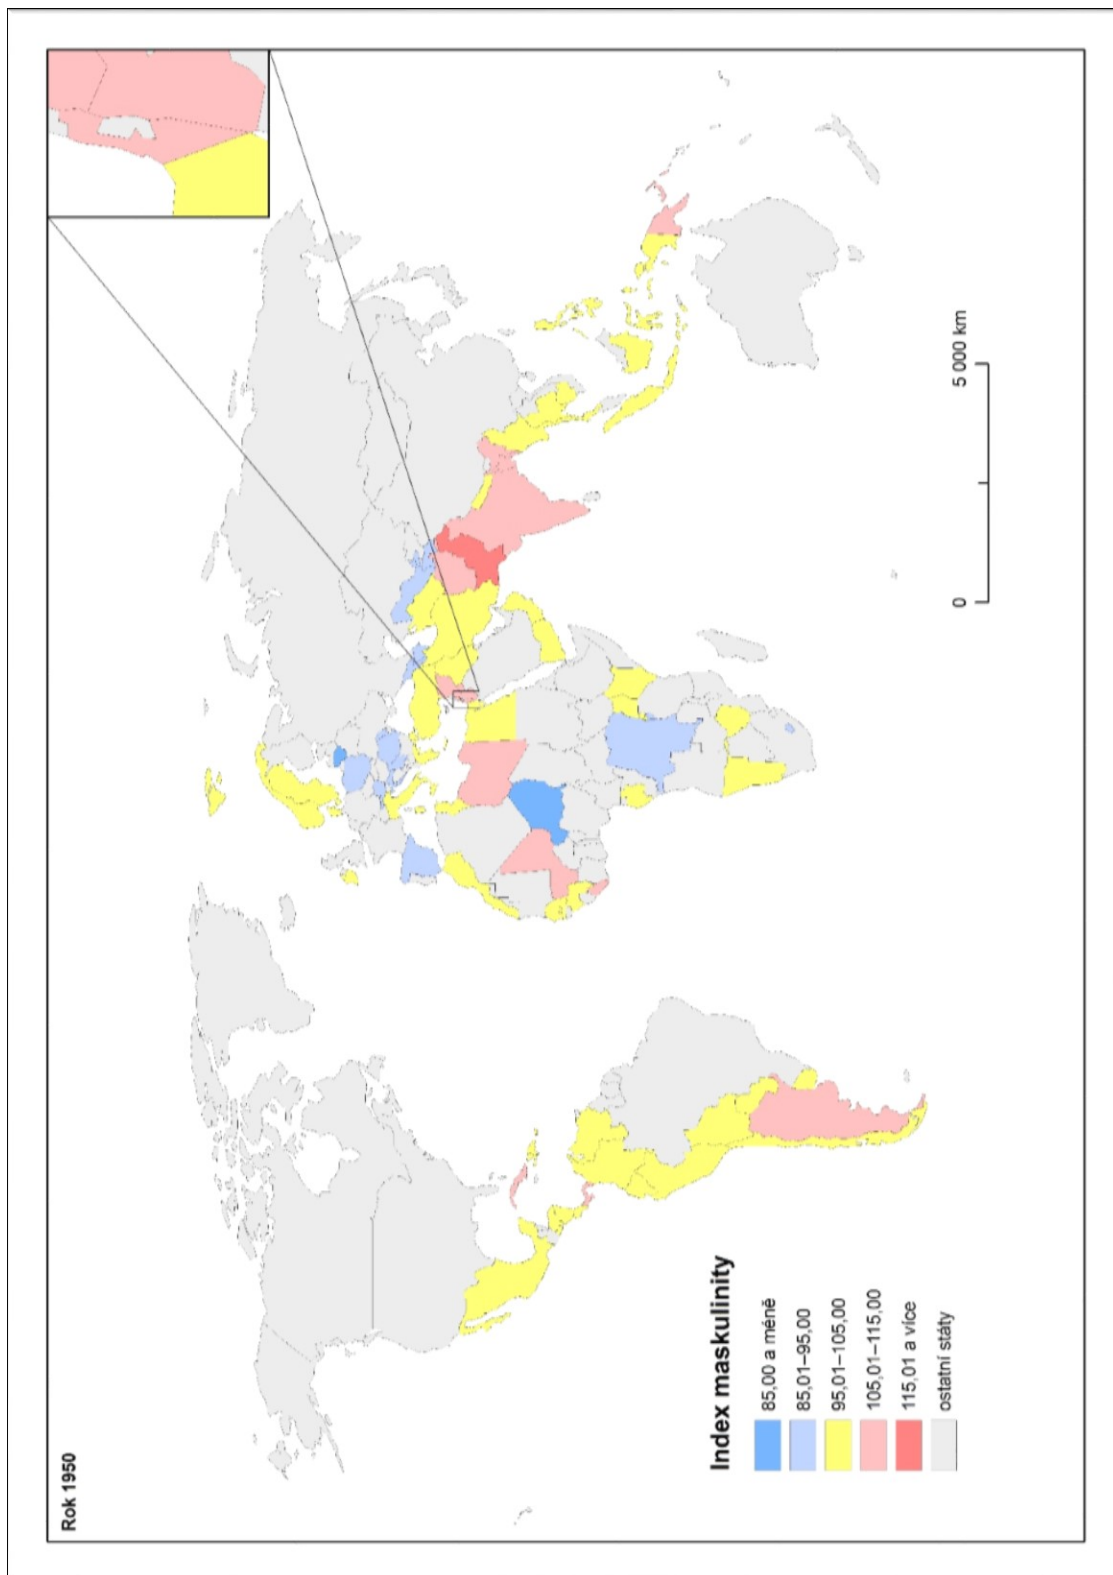 Rok 1950
Index maskulinity
85,00 a méně
85,01–95,00
95,01–105,00
105,01–115,00
115,01 a více
ostatní státy
0 5 000 km